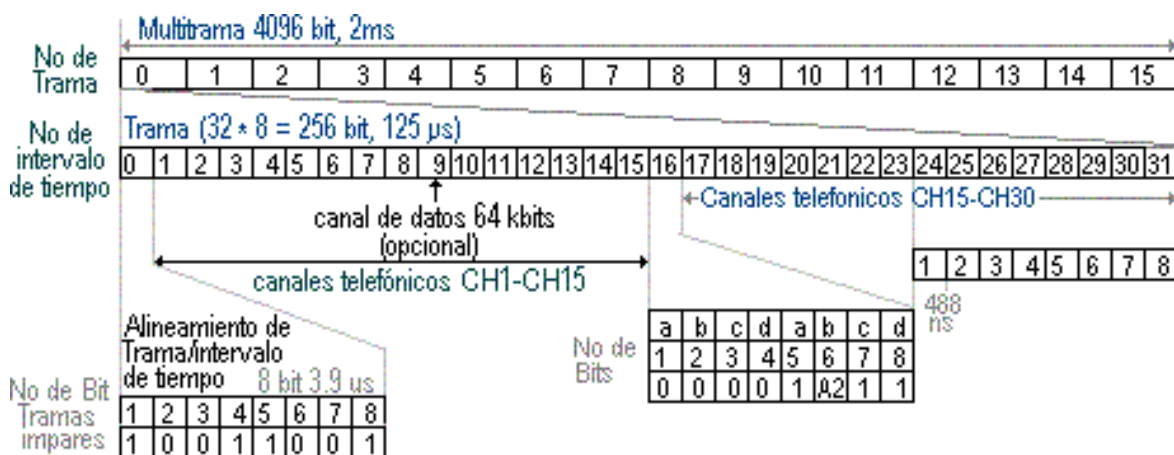 Multitrama 4096 bit, 2ms
No de Trama
0 1 2 3 4 5 6 7 8 9 10 11 12 13 14 15
Trama (32 * 8 = 256 bit, 125 µs)
No de intervalo de tiempo
0 1 2 3 4 5 6 7 8 9 10 11 12 13 14 15 16 17 18 19 20 21 22 23 24 25 26 27 28 29 30 31
Canales telefonicos CH15-CH30
canal de datos 64 kbits
(opcional)
canales telefónicos CH1-CH15
1 2 3 4 5 6 7 8
488
ns
Alineamiento de
Trama/intervalo
de tiempo
8 bit 3.9 us
No de Bit
Tramas
impares
1 2 3 4 5 6 7 8
1 0 0 1 1 0 0 1
No de
Bits
a b c d a b c d
1 2 3 4 5 6 7 8
0 0 0 0 1 A2 1 1